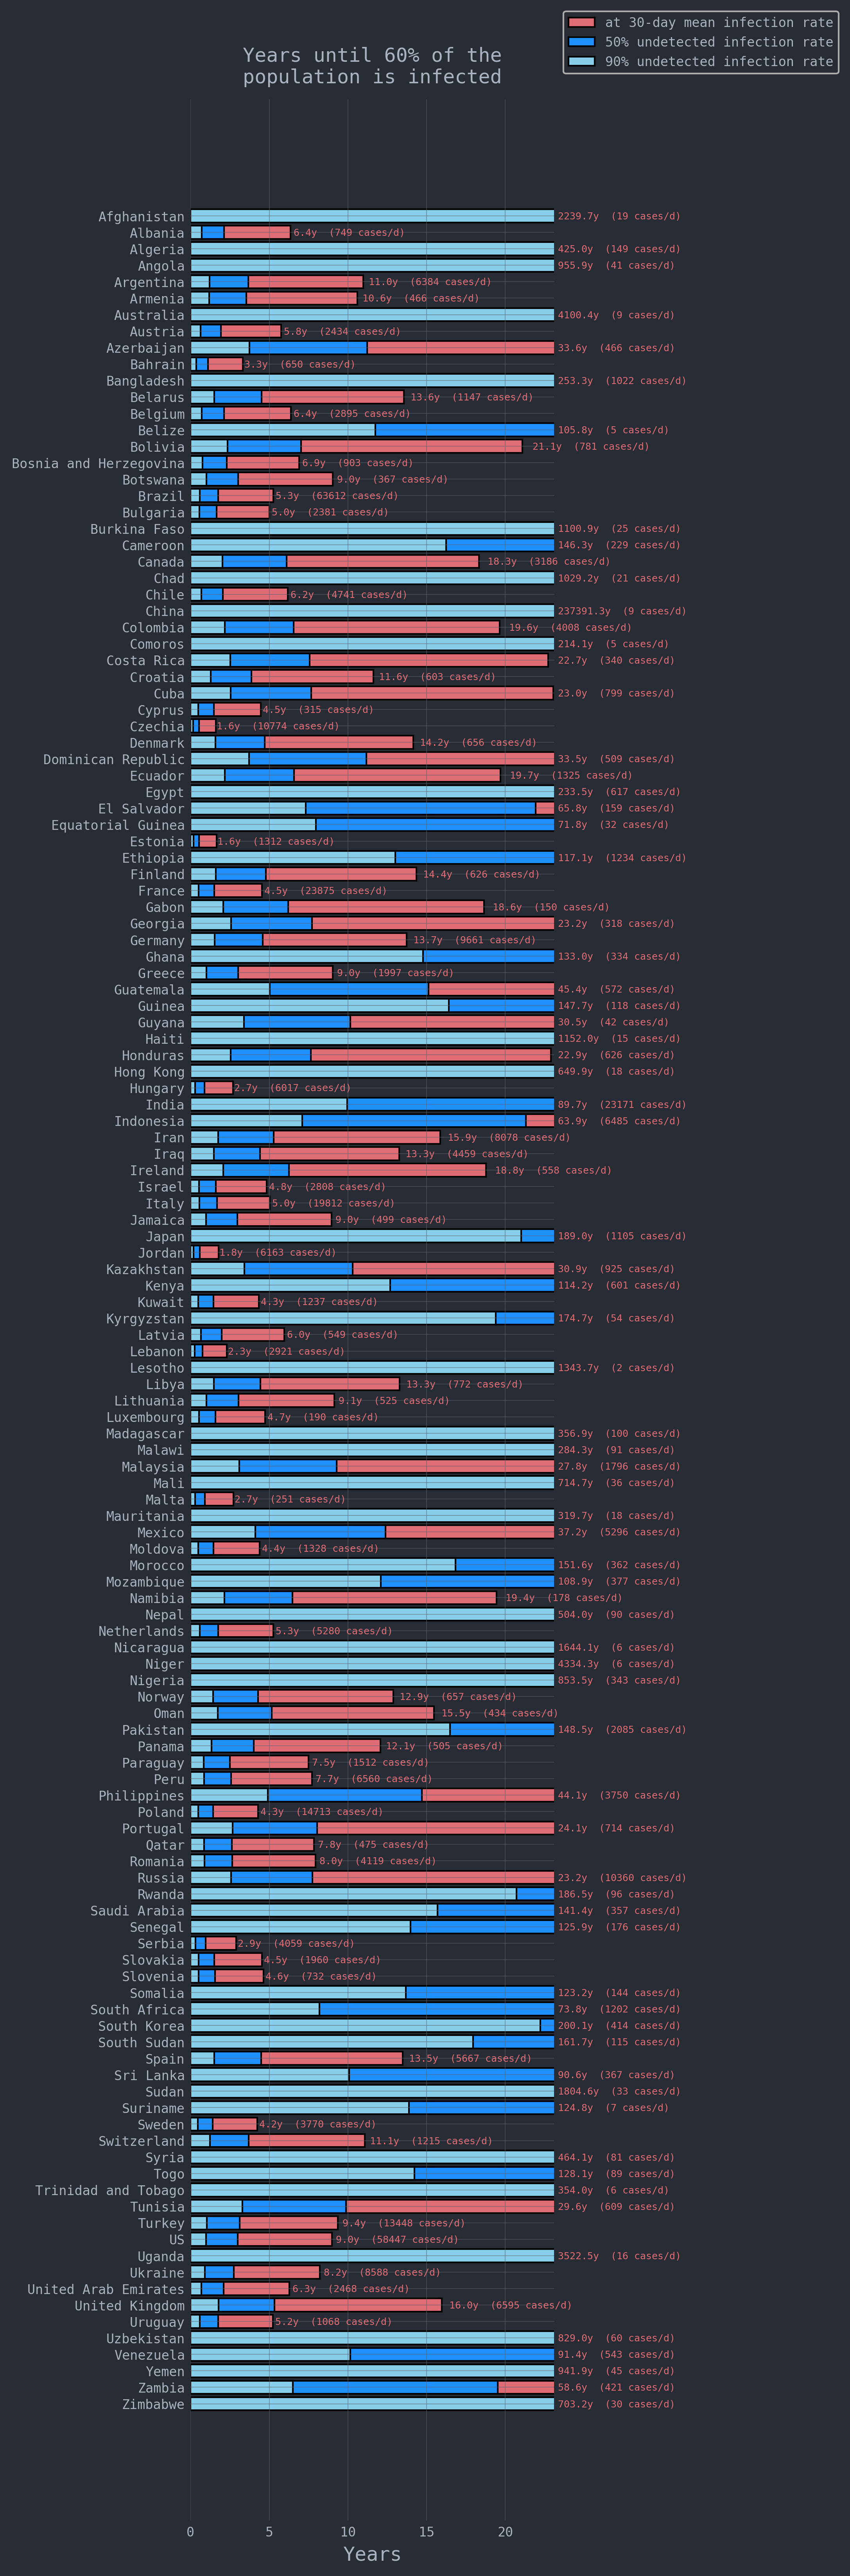 at 30-day mean infection rate
50% undetected infection rate
90% undetected infection rate
Years until 60% of the
population is infected
Afghanistan 2239.7y (19 cases/d)
Albania 6.4y (749 cases/d)
Algeria 425.0y (149 cases/d)
Angola 955.9y (41 cases/d)
Argentina 11.0y (6384 cases/d)
Armenia 10.6y (466 cases/d)
Australia 4100.4y (9 cases/d)
Austria 5.8y (2434 cases/d)
Azerbaijan 33.6y (466 cases/d)
Bahrain 3.3y (650 cases/d)
Bangladesh 253.3y (1022 cases/d)
Belarus 13.6y (1147 cases/d)
Belgium 6.4y (2895 cases/d)
Belize 105.8y (5 cases/d)
Bolivia 21.1y (781 cases/d)
Bosnia and Herzegovina 6.9y (903 cases/d)
Botswana 9.0y (367 cases/d)
Brazil 5.3y (63612 cases/d)
Bulgaria 5.0y (2381 cases/d)
Burkina Faso 1100.9y (25 cases/d)
Cameroon 146.3y (229 cases/d)
Canada 18.3y (3186 cases/d)
Chad 1029.2y (21 cases/d)
Chile 6.2y (4741 cases/d)
China 237391.3y (9 cases/d)
Colombia 19.6y (4008 cases/d)
Comoros 214.1y (5 cases/d)
Costa Rica 22.7y (340 cases/d)
Croatia 11.6y (603 cases/d)
Cuba 23.0y (799 cases/d)
Cyprus 4.5y (315 cases/d)
Czechia 1.6y (10774 cases/d)
Denmark 14.2y (656 cases/d)
Dominican Republic 33.5y (509 cases/d)
Ecuador 19.7y (1325 cases/d)
Egypt 233.5y (617 cases/d)
El Salvador 65.8y (159 cases/d)
Equatorial Guinea 71.8y (32 cases/d)
Estonia 1.6y (1312 cases/d)
Ethiopia 117.1y (1234 cases/d)
Finland 14.4y (626 cases/d)
France 4.5y (23875 cases/d)
Gabon 18.6y (150 cases/d)
Georgia 23.2y (318 cases/d)
Germany 13.7y (9661 cases/d)
Ghana 133.0y (334 cases/d)
Greece 9.0y (1997 cases/d)
Guatemala 45.4y (572 cases/d)
Guinea 147.7y (118 cases/d)
Guyana 30.5y (42 cases/d)
Haiti 1152.0y (15 cases/d)
Honduras 22.9y (626 cases/d)
Hong Kong 649.9y (18 cases/d)
Hungary 2.7y (6017 cases/d)
India 89.7y (23171 cases/d)
Indonesia 63.9y (6485 cases/d)
Iran 15.9y (8078 cases/d)
Iraq 13.3y (4459 cases/d)
Ireland 18.8y (558 cases/d)
Israel 4.8y (2808 cases/d)
Italy 5.0y (19812 cases/d)
Jamaica 9.0y (499 cases/d)
Japan 189.0y (1105 cases/d)
Jordan 1.8y (6163 cases/d)
Kazakhstan 30.9y (925 cases/d)
Kenya 114.2y (601 cases/d)
Kuwait 4.3y (1237 cases/d)
Kyrgyzstan 174.7y (54 cases/d)
Latvia 6.0y (549 cases/d)
Lebanon 2.3y (2921 cases/d)
Lesotho 1343.7y (2 cases/d)
Libya 13.3y (772 cases/d)
Lithuania 9.1y (525 cases/d)
Luxembourg 4.7y (190 cases/d)
Madagascar 356.9y (100 cases/d)
Malawi 284.3y (91 cases/d)
Malaysia 27.8y (1796 cases/d)
Mali 714.7y (36 cases/d)
Malta 2.7y (251 cases/d)
Mauritania 319.7y (18 cases/d)
Mexico 37.2y (5296 cases/d)
Moldova 4.4y (1328 cases/d)
Morocco 151.6y (362 cases/d)
Mozambique 108.9y (377 cases/d)
Namibia 19.4y (178 cases/d)
Nepal 504.0y (90 cases/d)
Netherlands 5.3y (5280 cases/d)
Nicaragua 1644.1y (6 cases/d)
Niger 4334.3y (6 cases/d)
Nigeria 853.5y (343 cases/d)
Norway 12.9y (657 cases/d)
Oman 15.5y (434 cases/d)
Pakistan 148.5y (2085 cases/d)
Panama 12.1y (505 cases/d)
Paraguay 7.5y (1512 cases/d)
Peru 7.7y (6560 cases/d)
Philippines 44.1y (3750 cases/d)
Poland 4.3y (14713 cases/d)
Portugal 24.1y (714 cases/d)
Qatar 7.8y (475 cases/d)
Romania 8.0y (4119 cases/d)
Russia 23.2y (10360 cases/d)
Rwanda 186.5y (96 cases/d)
Saudi Arabia 141.4y (357 cases/d)
Senegal 125.9y (176 cases/d)
Serbia 2.9y (4059 cases/d)
Slovakia 4.5y (1960 cases/d)
Slovenia 4.6y (732 cases/d)
Somalia 123.2y (144 cases/d)
South Africa 73.8y (1202 cases/d)
South Korea 200.1y (414 cases/d)
South Sudan 161.7y (115 cases/d)
Spain 13.5y (5667 cases/d)
Sri Lanka 90.6y (367 cases/d)
Sudan 1804.6y (33 cases/d)
Suriname 124.8y (7 cases/d)
Sweden 4.2y (3770 cases/d)
Switzerland 11.1y (1215 cases/d)
Syria 464.1y (81 cases/d)
Togo 128.1y (89 cases/d)
Trinidad and Tobago 354.0y (6 cases/d)
Tunisia 29.6y (609 cases/d)
Turkey 9.4y (13448 cases/d)
US 9.0y (58447 cases/d)
Uganda 3522.5y (16 cases/d)
Ukraine 8.2y (8588 cases/d)
United Arab Emirates 6.3y (2468 cases/d)
United Kingdom 16.0y (6595 cases/d)
Uruguay 5.2y (1068 cases/d)
Uzbekistan 829.0y (60 cases/d)
Venezuela 91.4y (543 cases/d)
Yemen 941.9y (45 cases/d)
Zambia 58.6y (421 cases/d)
Zimbabwe 703.2y (30 cases/d)
0 5 10 15 20
Years